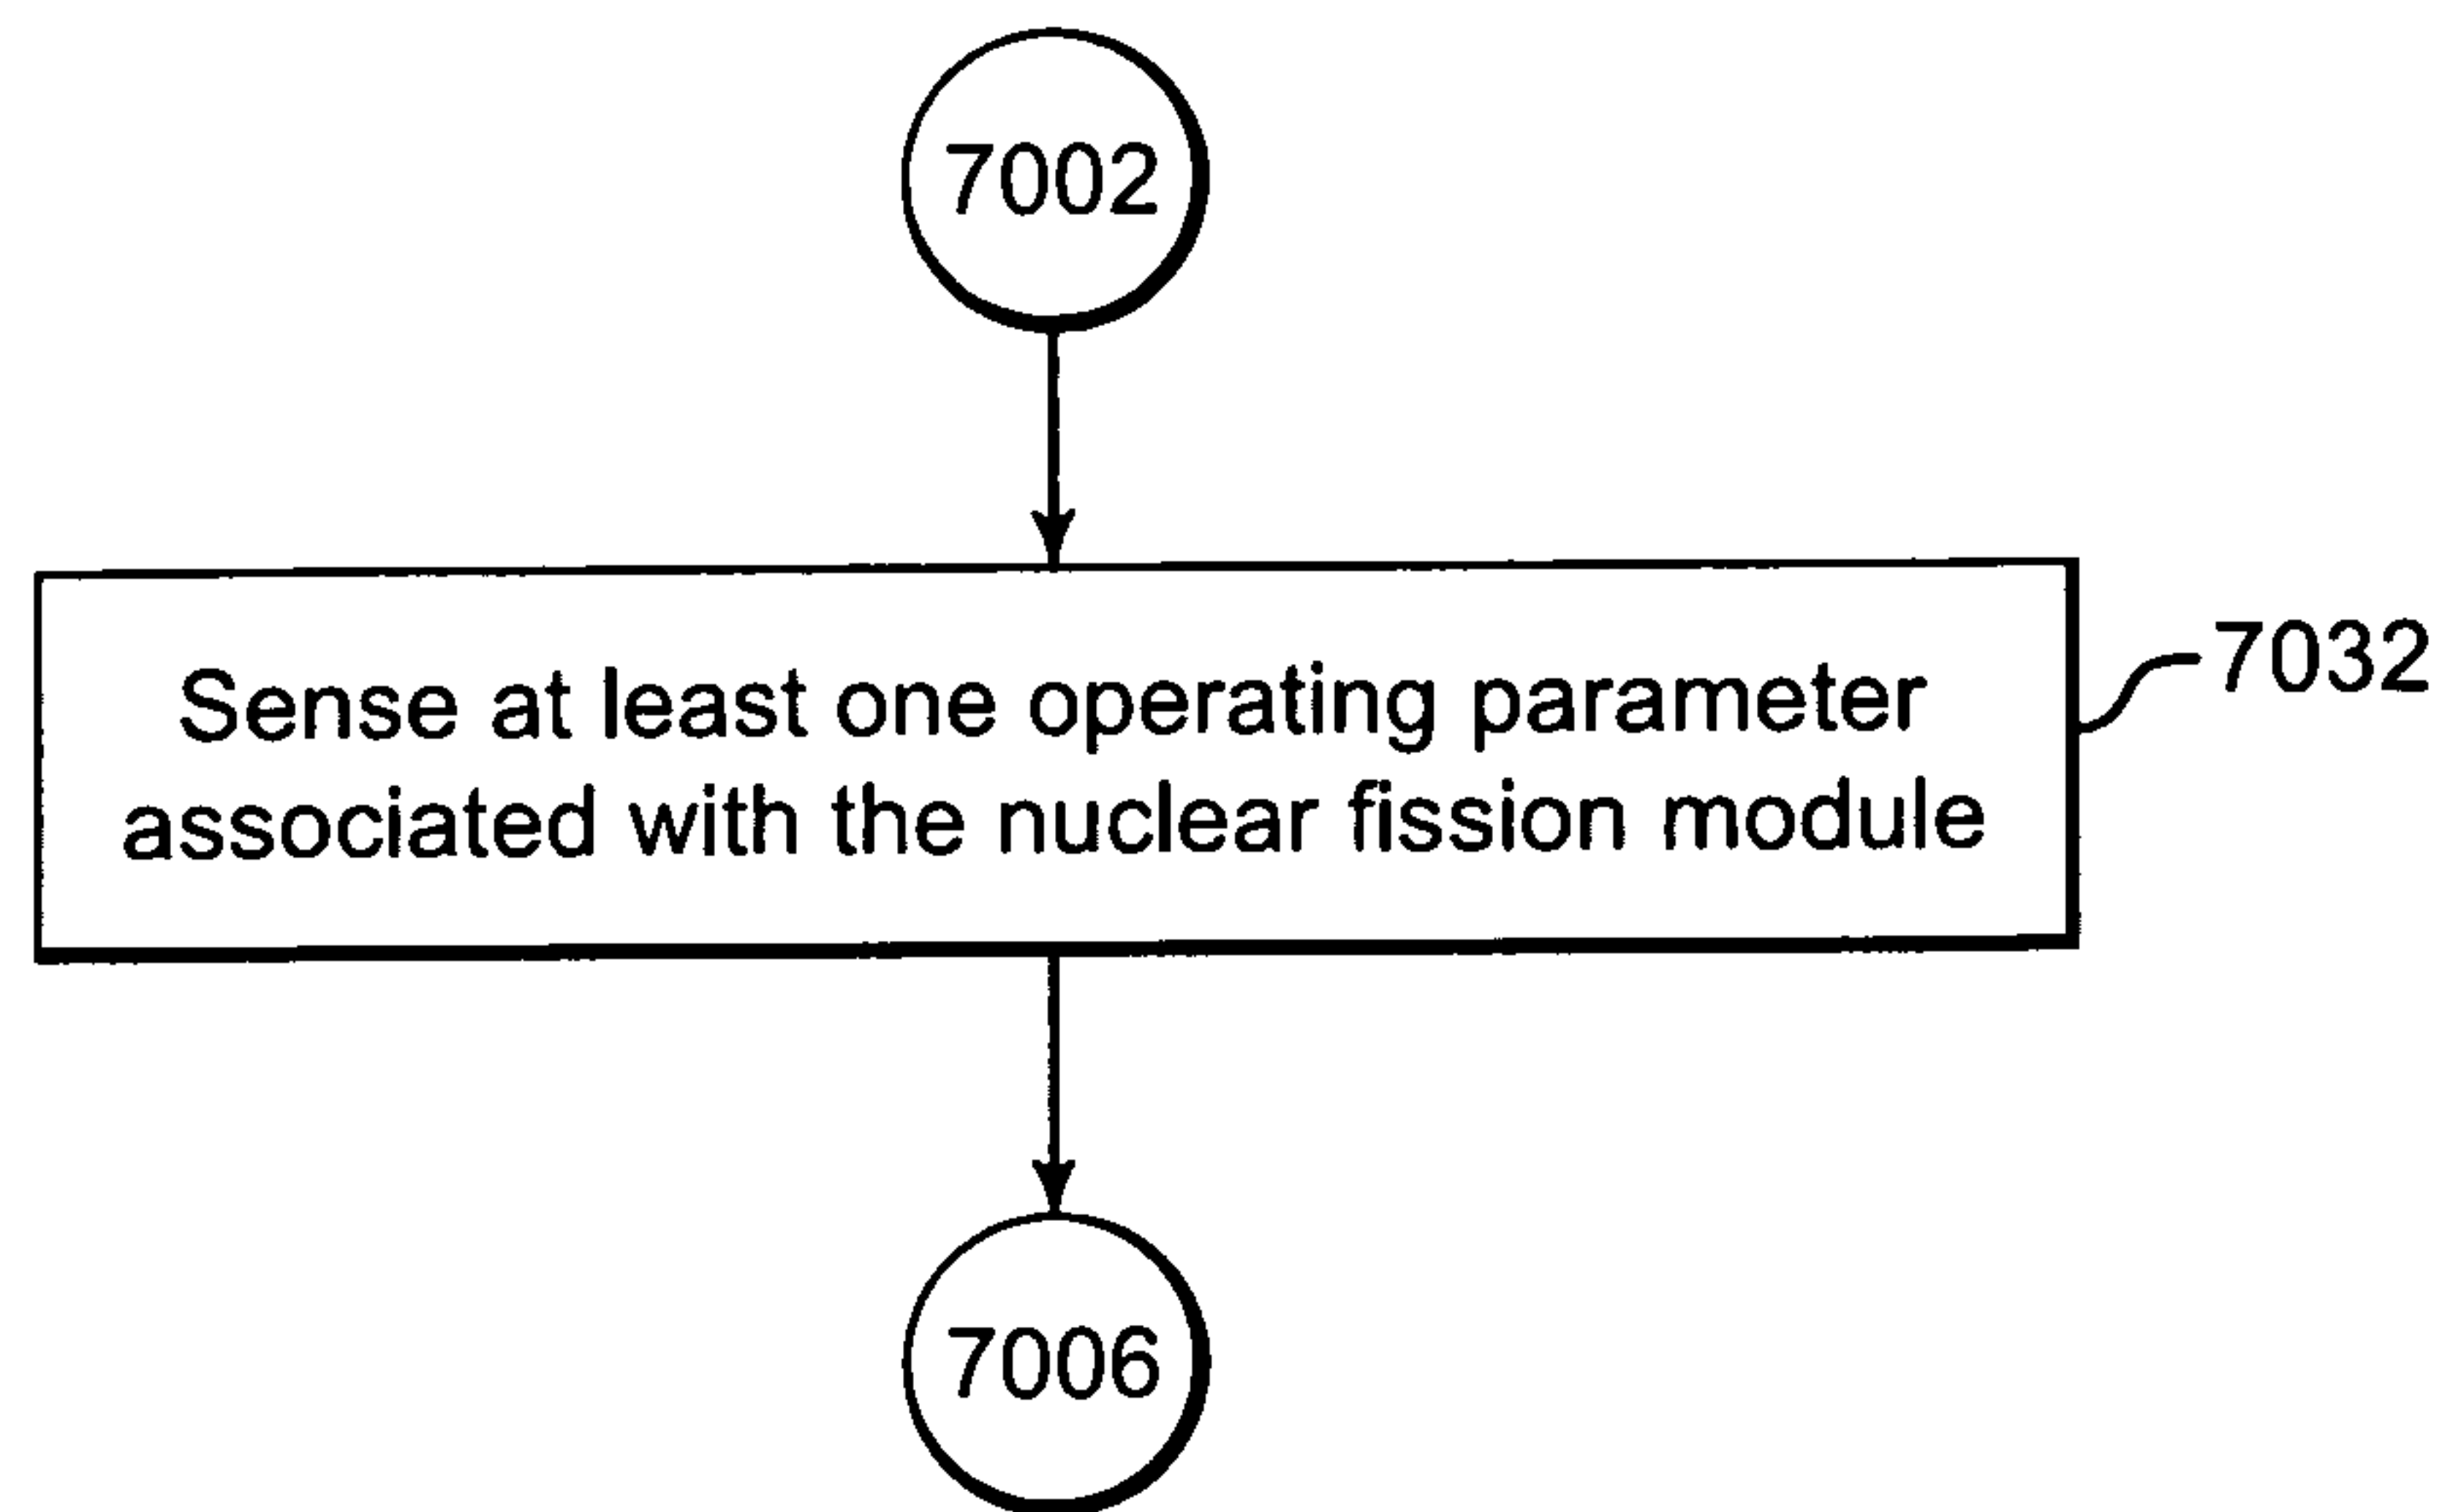 7002
Sense at least one operating parameter
associated with the nuclear fission module
7032
7006